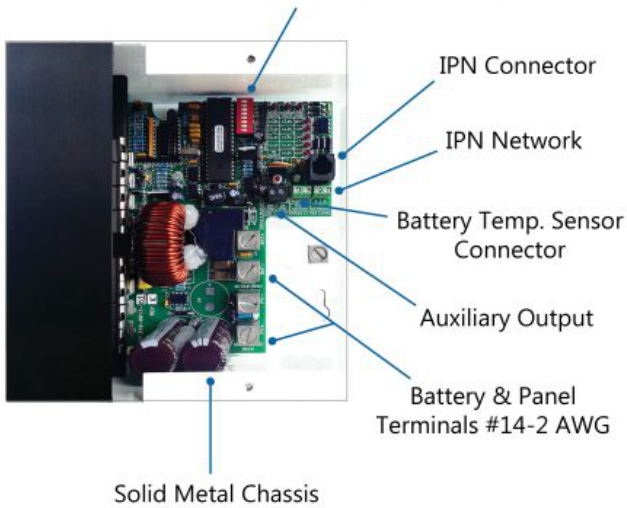 IPN Connector
IPN Network
Battery Temp. Sensor
Connector
Auxiliary Output
Battery & Panel
Terminals #14-2 AWG
Solid Metal Chassis